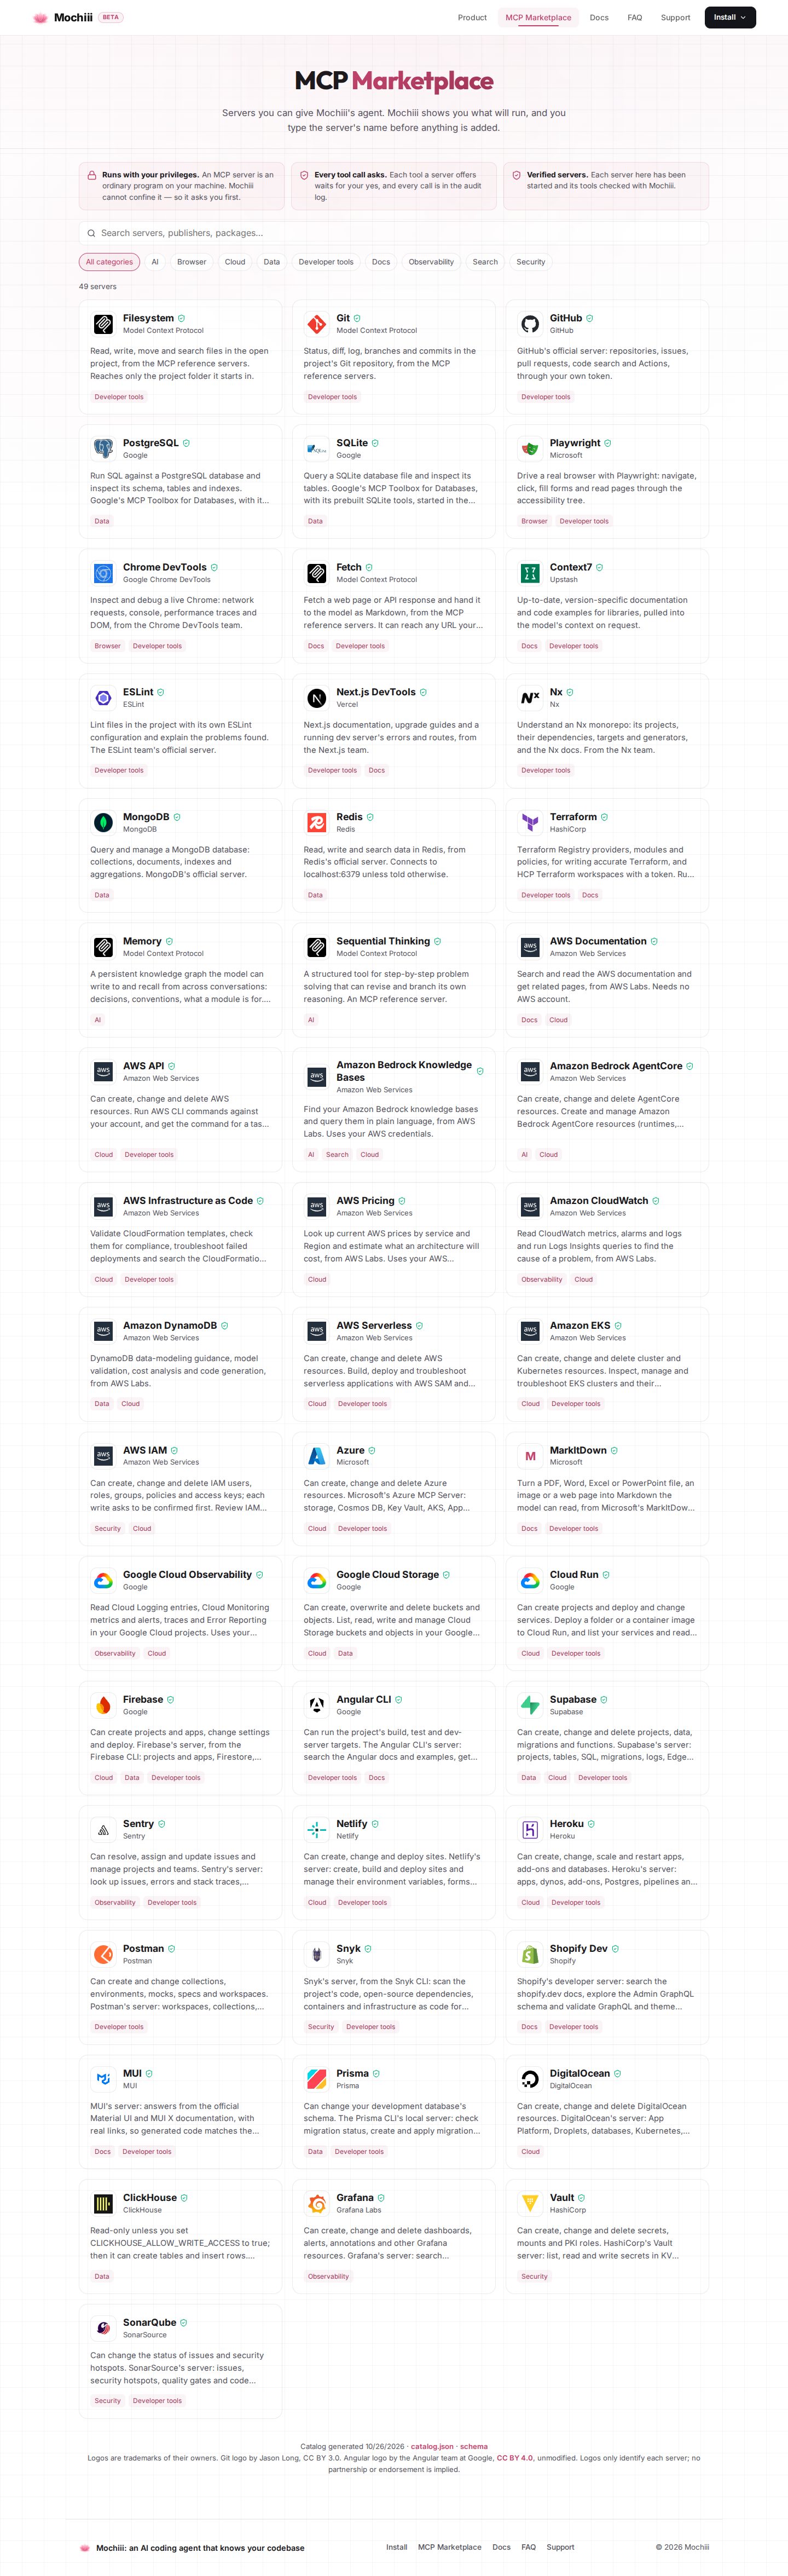 Mochiii BETA
Product MCP Marketplace Docs FAQ Support Install
MCP Marketplace
Servers you can give Mochiii's agent. Mochiii shows you what will run, and you
type the server's name before anything is added.
Runs with your privileges. An MCP server is an
ordinary program on your machine. Mochiii
cannot confine it — so it asks you first.
Every tool call asks. Each tool a server offers
waits for your yes, and every call is in the audit
log.
Verified servers. Each server here has been
started and its tools checked with Mochiii.
Search servers, publishers, packages...
All categories AI Browser Cloud Data Developer tools Docs Observability Search Security
49 servers
Filesystem
Model Context Protocol
Read, write, move and search files in the open
project, from the MCP reference servers.
Reaches only the project folder it starts in.
Developer tools
Git
Model Context Protocol
Status, diff, log, branches and commits in the
project's Git repository, from the MCP
reference servers.
Developer tools
GitHub
GitHub
GitHub's official server: repositories, issues,
pull requests, code search and Actions,
through your own token.
Developer tools
PostgreSQL
Google
Run SQL against a PostgreSQL database and
inspect its schema, tables and indexes.
Google's MCP Toolbox for Databases, with it...
Data
SQLite
Google
Query a SQLite database file and inspect its
tables. Google's MCP Toolbox for Databases,
with its prebuilt SQLite tools, started in the...
Data
Playwright
Microsoft
Drive a real browser with Playwright: navigate,
click, fill forms and read pages through the
accessibility tree.
Browser Developer tools
Chrome DevTools
Google Chrome DevTools
Inspect and debug a live Chrome: network
requests, console, performance traces and
DOM, from the Chrome DevTools team.
Browser Developer tools
Fetch
Model Context Protocol
Fetch a web page or API response and hand it
to the model as Markdown, from the MCP
reference servers. It can reach any URL your...
Docs Developer tools
Context7
Upstash
Up-to-date, version-specific documentation
and code examples for libraries, pulled into
the model's context on request.
Docs Developer tools
ESLint
ESLint
Lint files in the project with its own ESLint
configuration and explain the problems found.
The ESLint team's official server.
Developer tools
Next.js DevTools
Vercel
Next.js documentation, upgrade guides and a
running dev server's errors and routes, from
the Next.js team.
Developer tools Docs
Nx
Nx
Understand an Nx monorepo: its projects,
their dependencies, targets and generators,
and the Nx docs. From the Nx team.
Developer tools
MongoDB
MongoDB
Query and manage a MongoDB database:
collections, documents, indexes and
aggregations. MongoDB's official server.
Data
Redis
Redis
Read, write and search data in Redis, from
Redis's official server. Connects to
localhost:6379 unless told otherwise.
Data
Terraform
HashiCorp
Terraform Registry providers, modules and
policies, for writing accurate Terraform, and
HCP Terraform workspaces with a token. Ru...
Developer tools Docs
Memory
Model Context Protocol
A persistent knowledge graph the model can
write to and recall from across conversations:
decisions, conventions, what a module is for....
AI
Sequential Thinking
Model Context Protocol
A structured tool for step-by-step problem
solving that can revise and branch its own
reasoning. An MCP reference server.
AI
AWS Documentation
Amazon Web Services
Search and read the AWS documentation and
get related pages, from AWS Labs. Needs no
AWS account.
Docs Cloud
AWS API
Amazon Web Services
Can create, change and delete AWS
resources. Run AWS CLI commands against
your account, and get the command for a tas...
Cloud Developer tools
Amazon Bedrock Knowledge
Bases
Amazon Web Services
Find your Amazon Bedrock knowledge bases
and query them in plain language, from AWS
Labs. Uses your AWS credentials.
AI Search Cloud
Amazon Bedrock AgentCore
Amazon Web Services
Can create, change and delete AgentCore
resources. Create and manage Amazon
Bedrock AgentCore resources (runtimes,...
AI Cloud
AWS Infrastructure as Code
Amazon Web Services
Validate CloudFormation templates, check
them for compliance, troubleshoot failed
deployments and search the CloudFormatio...
Cloud Developer tools
AWS Pricing
Amazon Web Services
Look up current AWS prices by service and
Region and estimate what an architecture will
cost, from AWS Labs. Uses your AWS...
Cloud
Amazon CloudWatch
Amazon Web Services
Read CloudWatch metrics, alarms and logs
and run Logs Insights queries to find the
cause of a problem, from AWS Labs.
Observability Cloud
Amazon DynamoDB
Amazon Web Services
DynamoDB data-modeling guidance, model
validation, cost analysis and code generation,
from AWS Labs.
Data Cloud
AWS Serverless
Amazon Web Services
Can create, change and delete AWS
resources. Build, deploy and troubleshoot
serverless applications with AWS SAM and...
Cloud Developer tools
Amazon EKS
Amazon Web Services
Can create, change and delete cluster and
Kubernetes resources. Inspect, manage and
troubleshoot EKS clusters and their...
Cloud Developer tools
AWS IAM
Amazon Web Services
Can create, change and delete IAM users,
roles, groups, policies and access keys; each
write asks to be confirmed first. Review IAM...
Security Cloud
Azure
Microsoft
Can create, change and delete Azure
resources. Microsoft's Azure MCP Server:
storage, Cosmos DB, Key Vault, AKS, App...
Cloud Developer tools
M
MarkItDown
Microsoft
Turn a PDF, Word, Excel or PowerPoint file, an
image or a web page into Markdown the
model can read, from Microsoft's MarkItDow...
Docs Developer tools
Google Cloud Observability
Google
Read Cloud Logging entries, Cloud Monitoring
metrics and alerts, traces and Error Reporting
in your Google Cloud projects. Uses your...
Observability Cloud
Google Cloud Storage
Google
Can create, overwrite and delete buckets and
objects. List, read, write and manage Cloud
Storage buckets and objects in your Google...
Cloud Data
Cloud Run
Google
Can create projects and deploy and change
services. Deploy a folder or a container image
to Cloud Run, and list your services and read...
Cloud Developer tools
Firebase
Google
Can create projects and apps, change settings
and deploy. Firebase's server, from the
Firebase CLI: projects and apps, Firestore,...
Cloud Data Developer tools
Angular CLI
Google
Can run the project's build, test and dev-
server targets. The Angular CLI's server:
search the Angular docs and examples, get...
Developer tools Docs
Supabase
Supabase
Can create, change and delete projects, data,
migrations and functions. Supabase's server:
projects, tables, SQL, migrations, logs, Edge...
Data Cloud Developer tools
Sentry
Sentry
Can resolve, assign and update issues and
manage projects and teams. Sentry's server:
look up issues, errors and stack traces,...
Observability Developer tools
Netlify
Netlify
Can create, change and deploy sites. Netlify's
server: create, build and deploy sites and
manage their environment variables, forms...
Cloud Developer tools
Heroku
Heroku
Can create, change, scale and restart apps,
add-ons and databases. Heroku's server:
apps, dynos, add-ons, Postgres, pipelines an...
Cloud Developer tools
Postman
Postman
Can create and change collections,
environments, mocks, specs and workspaces.
Postman's server: workspaces, collections,...
Developer tools
Snyk
Snyk
Snyk's server, from the Snyk CLI: scan the
project's code, open-source dependencies,
containers and infrastructure as code for...
Security Developer tools
Shopify Dev
Shopify
Shopify's developer server: search the
shopify.dev docs, explore the Admin GraphQL
schema and validate GraphQL and theme...
Docs Developer tools
MUI
MUI
MUI's server: answers from the official
Material UI and MUI X documentation, with
real links, so generated code matches the...
Docs Developer tools
Prisma
Prisma
Can change your development database's
schema. The Prisma CLI's local server: check
migration status, create and apply migration...
Data Developer tools
DigitalOcean
DigitalOcean
Can create, change and delete DigitalOcean
resources. DigitalOcean's server: App
Platform, Droplets, databases, Kubernetes,...
Cloud
ClickHouse
ClickHouse
Read-only unless you set
CLICKHOUSE_ALLOW_WRITE_ACCESS to true;
then it can create tables and insert rows....
Data
Grafana
Grafana Labs
Can create, change and delete dashboards,
alerts, annotations and other Grafana
resources. Grafana's server: search...
Observability
Vault
HashiCorp
Can create, change and delete secrets,
mounts and PKI roles. HashiCorp's Vault
server: list, read and write secrets in KV...
Security
SonarQube
SonarSource
Can change the status of issues and security
hotspots. SonarSource's server: issues,
security hotspots, quality gates and code...
Security Developer tools
Catalog generated 10/26/2026 · catalog.json · schema
Logos are trademarks of their owners. Git logo by Jason Long, CC BY 3.0. Angular logo by the Angular team at Google, CC BY 4.0, unmodified. Logos only identify each server; no
partnership or endorsement is implied.
Mochiii: an AI coding agent that knows your codebase
Install MCP Marketplace Docs FAQ Support
© 2026 Mochiii